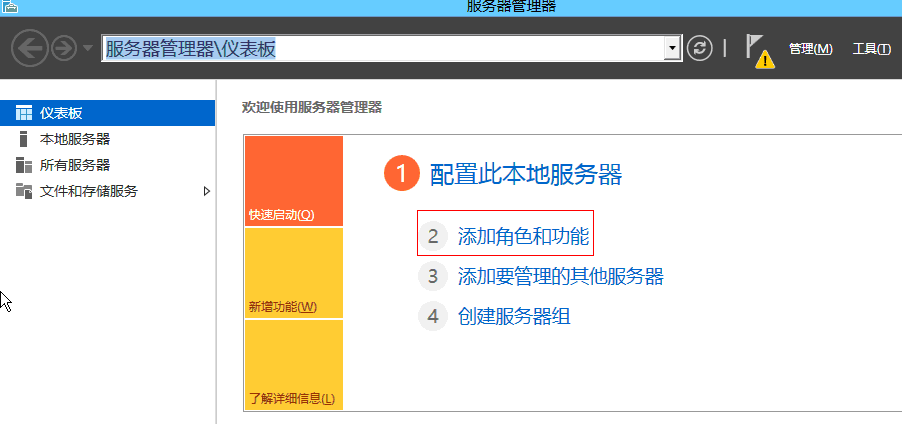 服务器管理器
服务器管理器\仪表板
管理(M)
工具(T)
仪表板
本地服务器
所有服务器
文件和存储服务
欢迎使用服务器管理器
快速启动(Q)
新增功能(W)
了解详细信息(L)
1 配置此本地服务器
2 添加角色和功能
3 添加要管理的其他服务器
4 创建服务器组